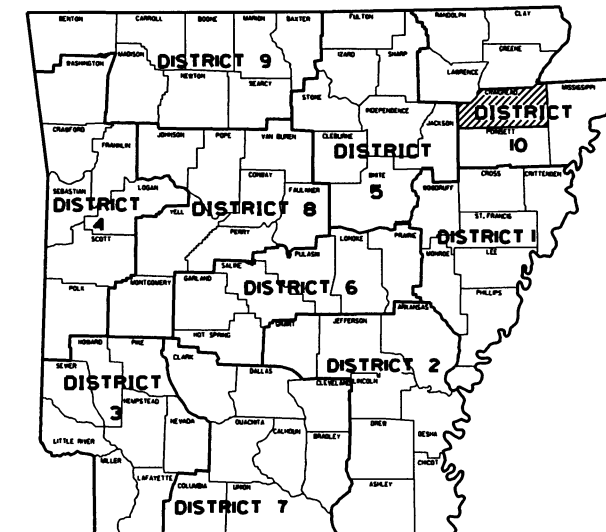 BENTON CARROLL BOONE MARION BAXTER FULTON RANDOLPH CLAY
MADISON DISTRICT 9 IZARD SHARP GREENE
WASHINGTON NEWTON SEARCY LAWRENCE
STONE INDEPENDENCE CRAIGHEAD MISSISSIPPI
DISTRICT
10
CRAWFORD FRANKLIN JOHNSON POPE VAN BUREN CLEBURNE JACKSON POINSETT
DISTRICT
5
LOGAN CONWAY FAULKNER WHITE WOODRUFF CROSS CRITTENDEN
SEBASTIAN
DISTRICT
4
YELL DISTRICT 8
SCOTT PERRY LONOKE PRAIRIE ST. FRANCIS
DISTRICT 1
MONROE LEE
SALINE PULASKI
POLK MONTGOMERY GARLAND DISTRICT 6 PHILLIPS
HOT SPRING GRANT JEFFERSON ARKANSAS
HOWARD PIKE CLARK
SEVIER DALLAS DISTRICT 2
CLEVELAND LINCOLN
DISTRICT
3
HEMPSTEAD
NEVADA OUACHITA CALHOUN BRADLEY DREW DESHA
LITTLE RIVER
MILLER LAFAYETTE COLUMBIA UNION ASHLEY CHICOT
DISTRICT 7